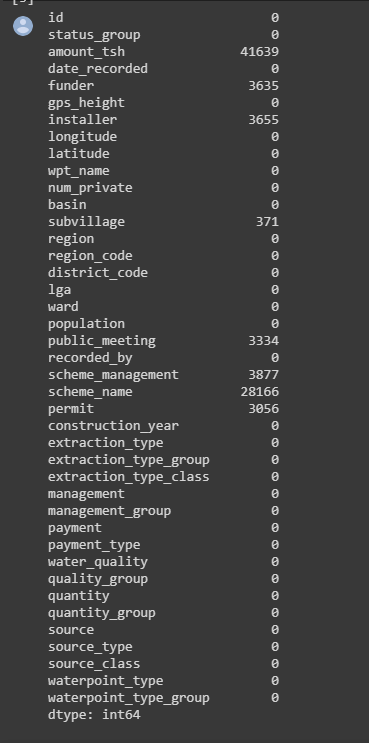 id 0
status_group 0
amount_tsh 41639
date_recorded 0
funder 3635
gps_height 0
installer 3655
longitude 0
latitude 0
wpt_name 0
num_private 0
basin 0
subvillage 371
region 0
region_code 0
district_code 0
lga 0
ward 0
population 0
public_meeting 3334
recorded_by 0
scheme_management 3877
scheme_name 28166
permit 3056
construction_year 0
extraction_type 0
extraction_type_group 0
extraction_type_class 0
management 0
management_group 0
payment 0
payment_type 0
water_quality 0
quality_group 0
quantity 0
quantity_group 0
source 0
source_type 0
source_class 0
waterpoint_type 0
waterpoint_type_group 0
dtype: int64